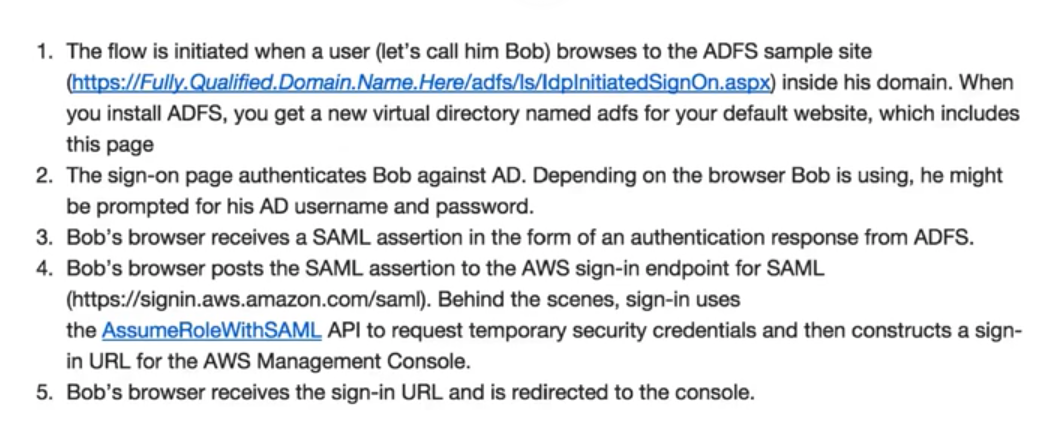 1. The flow is initiated when a user (let's call him Bob) browses to the ADFS sample site
(https://Fully.Qualified.Domain.Name.Here/adfs/ls/IdpInitiatedSignOn.aspx) inside his domain. When
you install ADFS, you get a new virtual directory named adfs for your default website, which includes
this page
2. The sign-on page authenticates Bob against AD. Depending on the browser Bob is using, he might
be prompted for his AD username and password.
3. Bob's browser receives a SAML assertion in the form of an authentication response from ADFS.
4. Bob's browser posts the SAML assertion to the AWS sign-in endpoint for SAML
(https://signin.aws.amazon.com/saml). Behind the scenes, sign-in uses
the AssumeRoleWithSAML API to request temporary security credentials and then constructs a sign-
in URL for the AWS Management Console.
5. Bob's browser receives the sign-in URL and is redirected to the console.